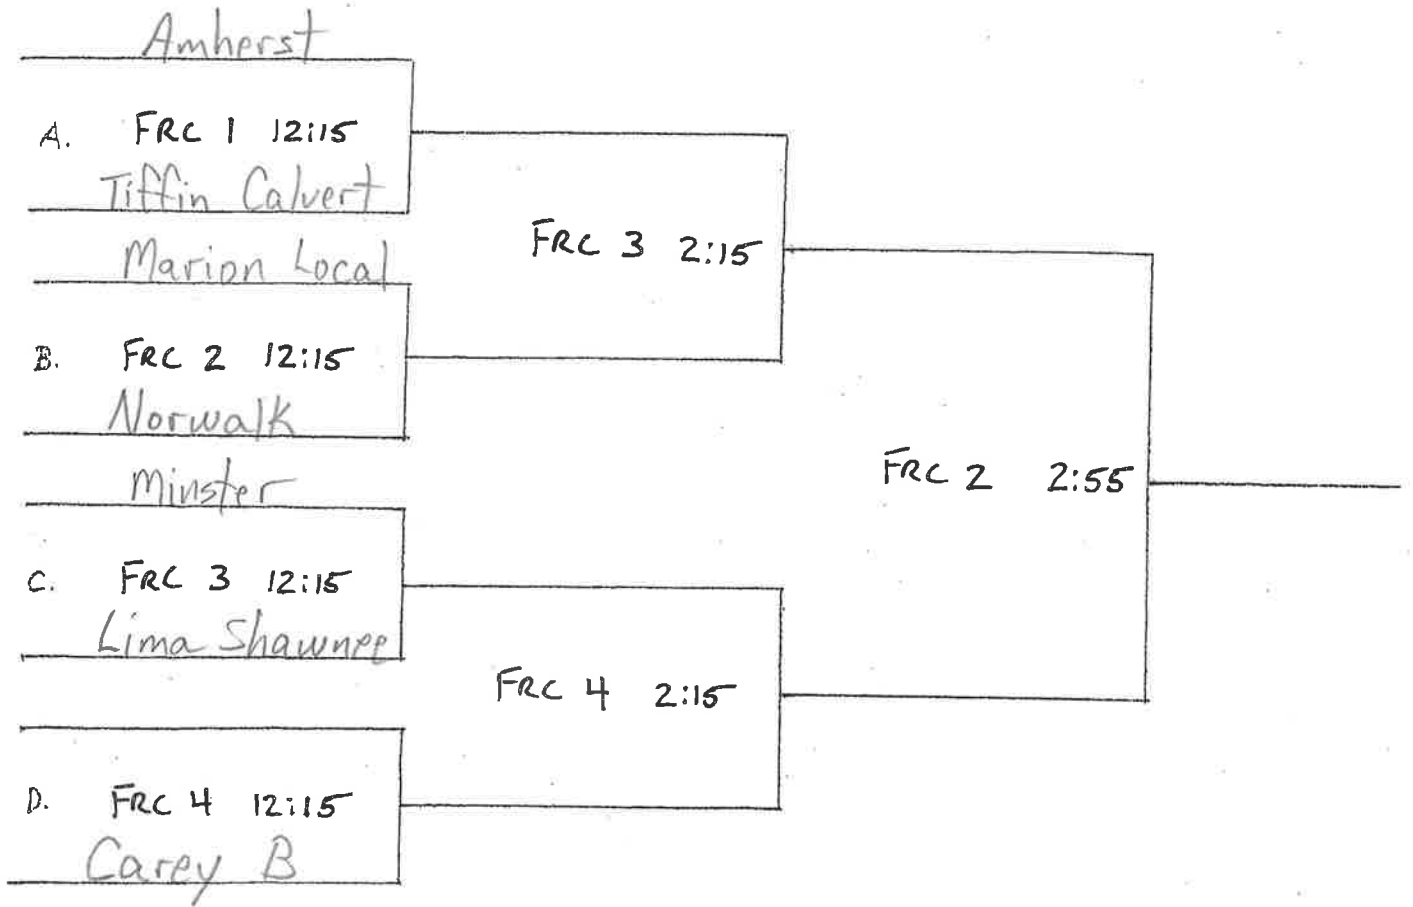 Amherst
A. FRC 1 12:15
Tiffin Calvert
Marion Local
FRC 3 2:15
B. FRC 2 12:15
Norwalk
Minster
FRC 2 2:55
C. FRC 3 12:15
Lima Shawnee
FRC 4 2:15
D. FRC 4 12:15
Carey B